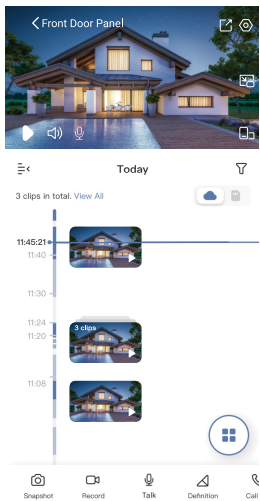 Front Door Panel
Today
3 clips in total. View All
11:45:21
11:40
11:30
11:24
3 clips
11:20
11:08
Snapshot
Record
Talk
Definition
Call